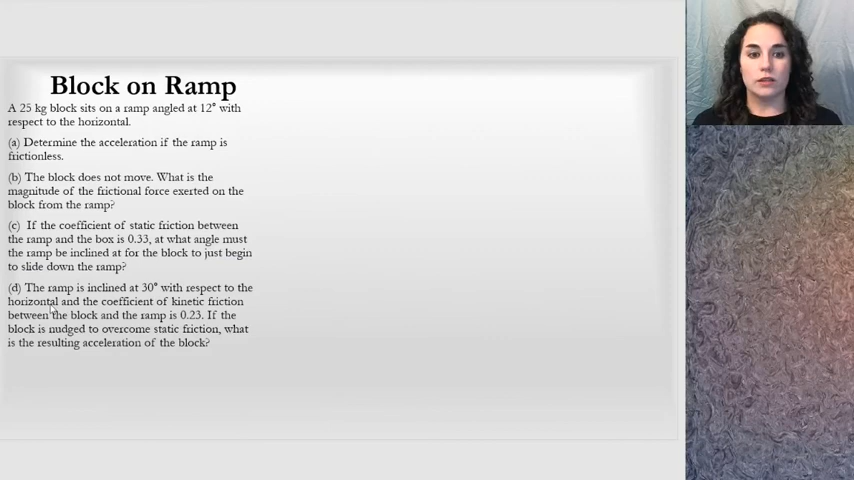 Block on Ramp
A 25 kg block sits on a ramp angled at 12° with
respect to the horizontal.
(a) Determine the acceleration if the ramp is
frictionless.
(b) The block does not move. What is the
magnitude of the frictional force exerted on the
block from the ramp?
(c) If the coefficient of static friction between
the ramp and the box is 0.33, at what angle must
the ramp be inclined at for the block to just begin
to slide down the ramp?
(d) The ramp is inclined at 30° with respect to the
horizontal and the coefficient of kinetic friction
between the block and the ramp is 0.23. If the
block is nudged to overcome static friction, what
is the resulting acceleration of the block?